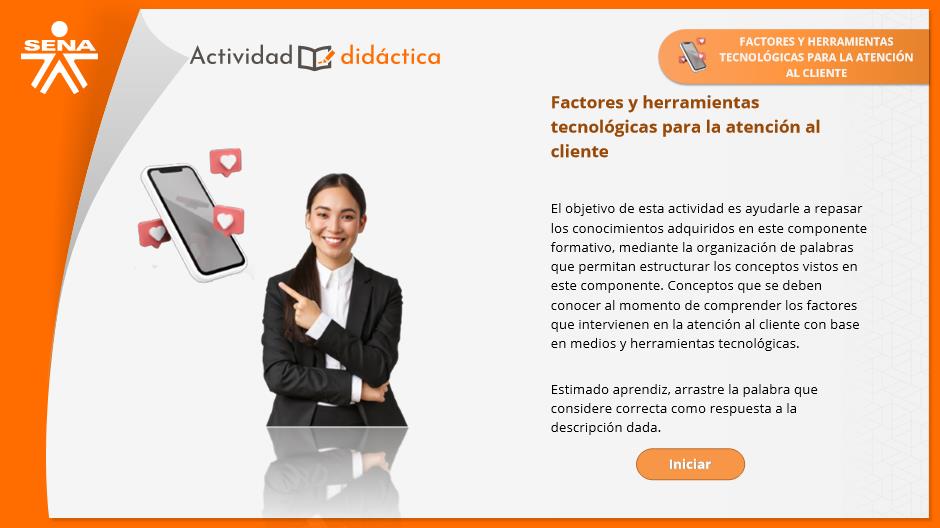 SENA
Actividad didáctica
FACTORES Y HERRAMIENTAS
TECNOLÓGICAS PARA LA ATENCIÓN
AL CLIENTE
Factores y herramientas
tecnológicas para la atención al
cliente
El objetivo de esta actividad es ayudarle a repasar
los conocimientos adquiridos en este componente
formativo, mediante la organización de palabras
que permitan estructurar los conceptos vistos en
este componente. Conceptos que se deben
conocer al momento de comprender los factores
que intervienen en la atención al cliente con base
en medios y herramientas tecnológicas.
Estimado aprendiz, arrastre la palabra que
considere correcta como respuesta a la
descripción dada.
Iniciar